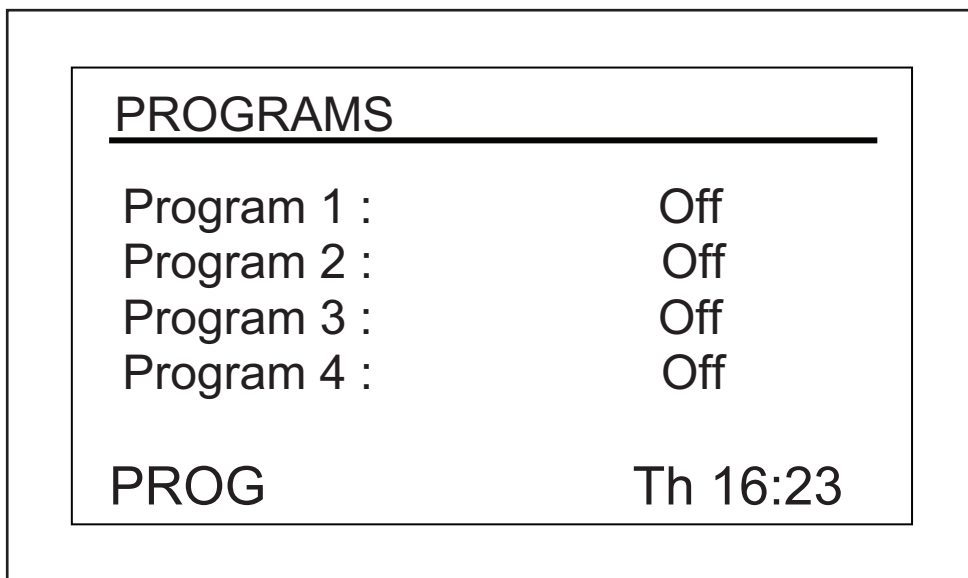 PROGRAMS
Program 1 : Off
Program 2 : Off
Program 3 : Off
Program 4 : Off
PROG Th 16:23